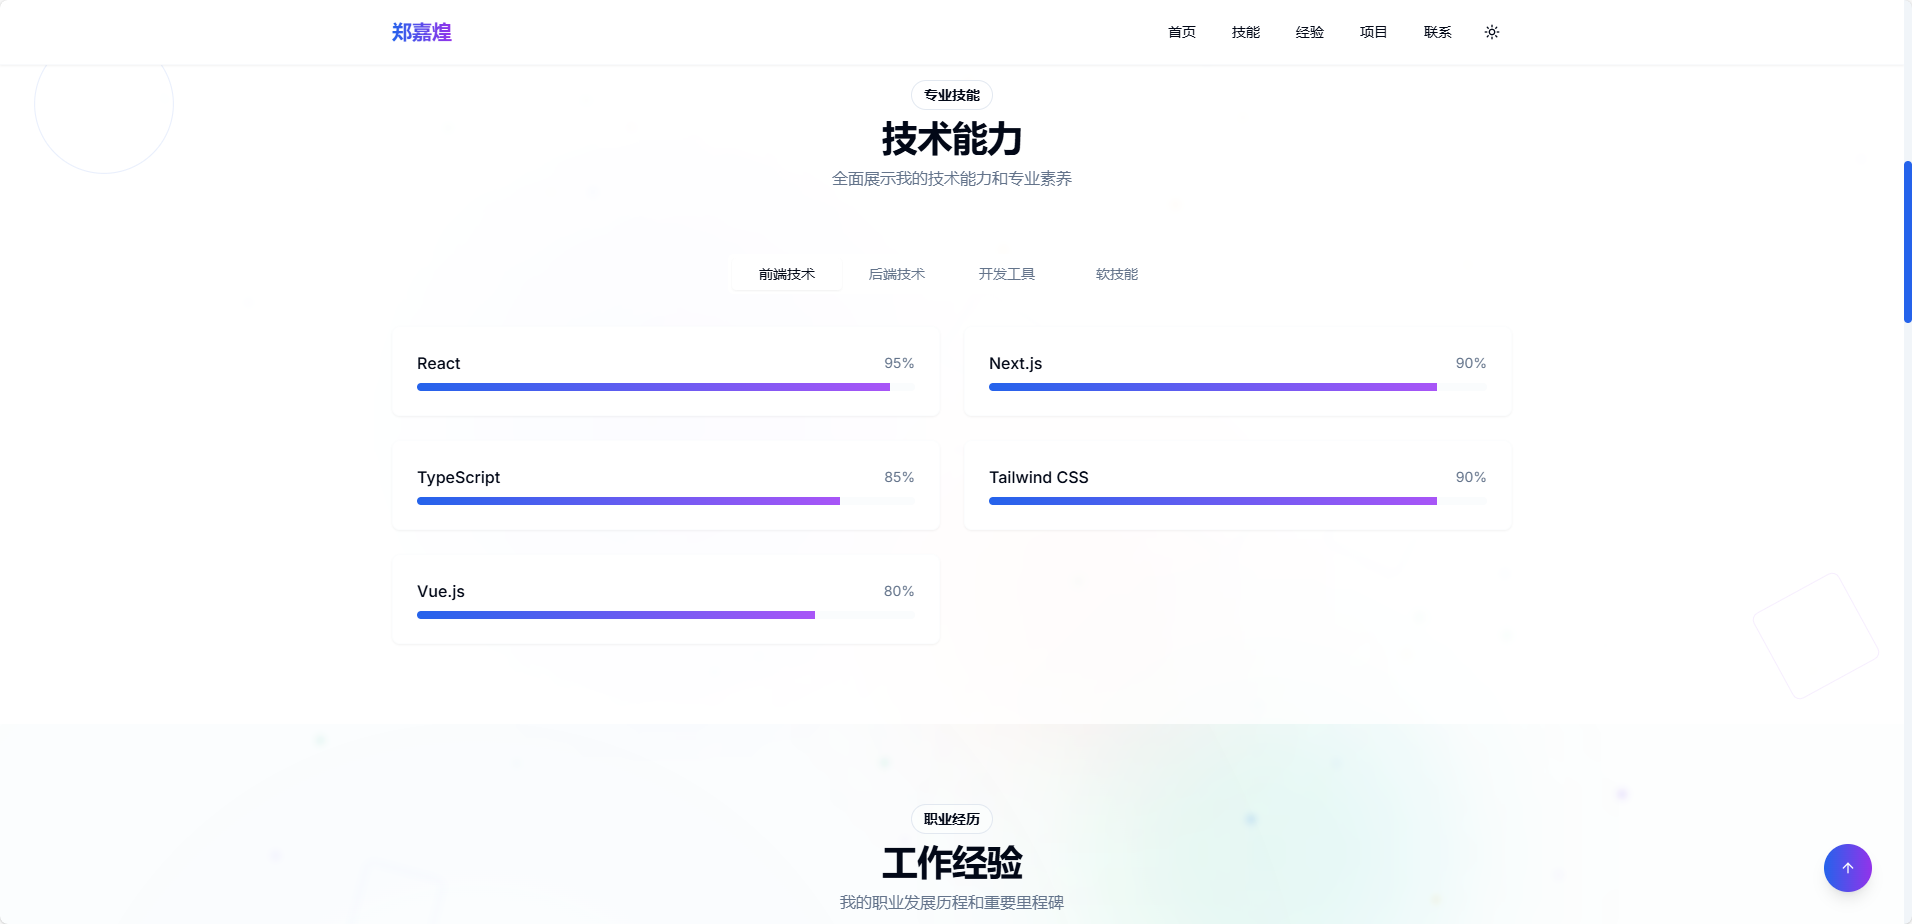 郑嘉煌
首页 技能 经验 项目 联系
专业技能
技术能力
全面展示我的技术能力和专业素养
前端技术 后端技术 开发工具 软技能
React 95%
Next.js 90%
TypeScript 85%
Tailwind CSS 90%
Vue.js 80%
职业经历
工作经验
我的职业发展历程和重要里程碑